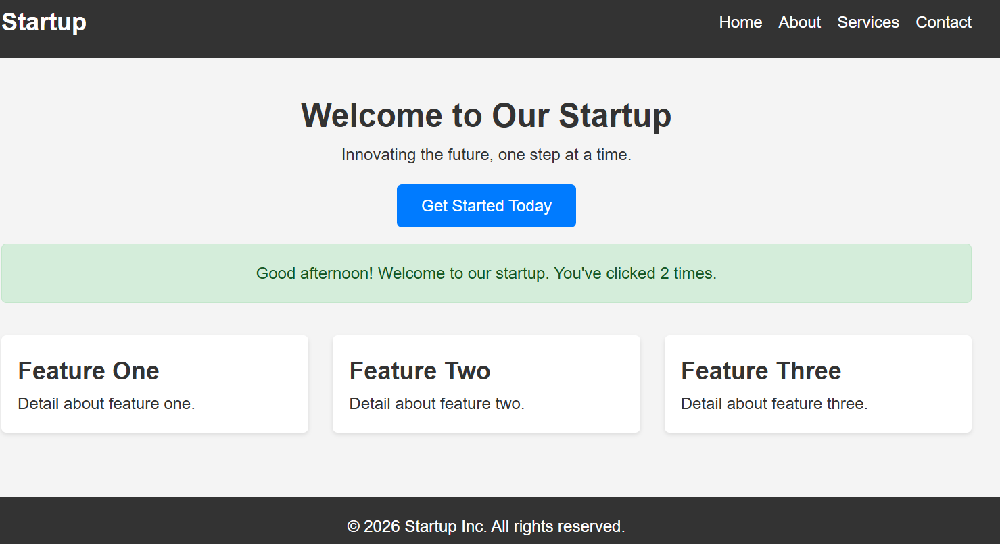 Startup
Home About Services Contact
Welcome to Our Startup
Innovating the future, one step at a time.
Get Started Today
Good afternoon! Welcome to our startup. You've clicked 2 times.
Feature One
Detail about feature one.
Feature Two
Detail about feature two.
Feature Three
Detail about feature three.
© 2026 Startup Inc. All rights reserved.